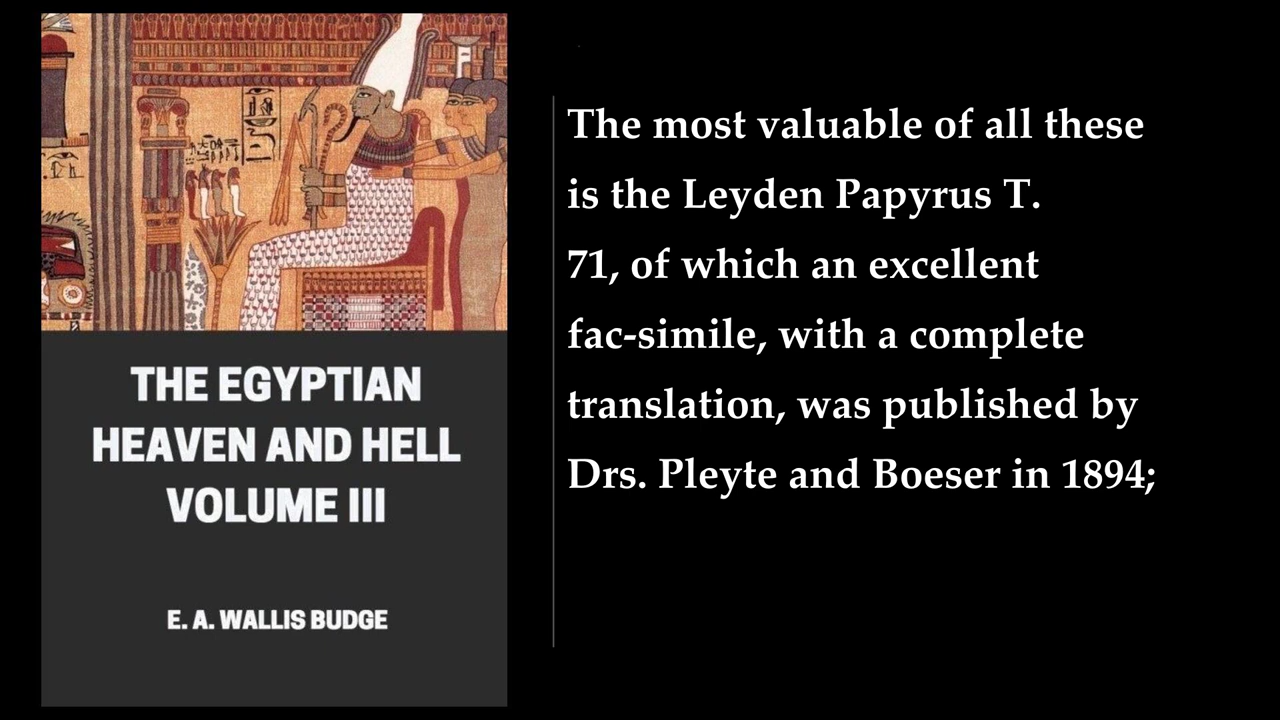 THE EGYPTIAN
HEAVEN AND HELL
VOLUME III
E. A. WALLIS BUDGE
The most valuable of all these
is the Leyden Papyrus T.
71, of which an excellent
fac-simile, with a complete
translation, was published by
Drs. Pleyte and Boeser in 1894;